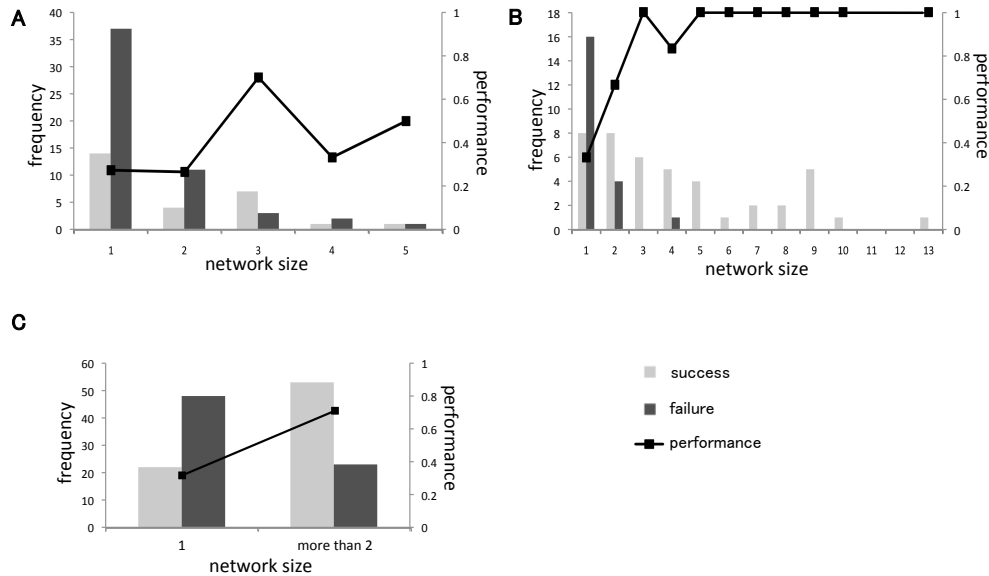 A
frequency
40
35
30
25
20
15
10
5
0
1 2 3 4 5
network size
1
0.8
0.6
0.4
0.2
0
performance
B
frequency
18
16
14
12
10
8
6
4
2
0
1 2 3 4 5 6 7 8 9 10 11 12 13
network size
1
0.8
0.6
0.4
0.2
0
performance
C
frequency
60
50
40
30
20
10
0
1 more than 2
network size
1
0.8
0.6
0.4
0.2
0
performance
success
failure
performance